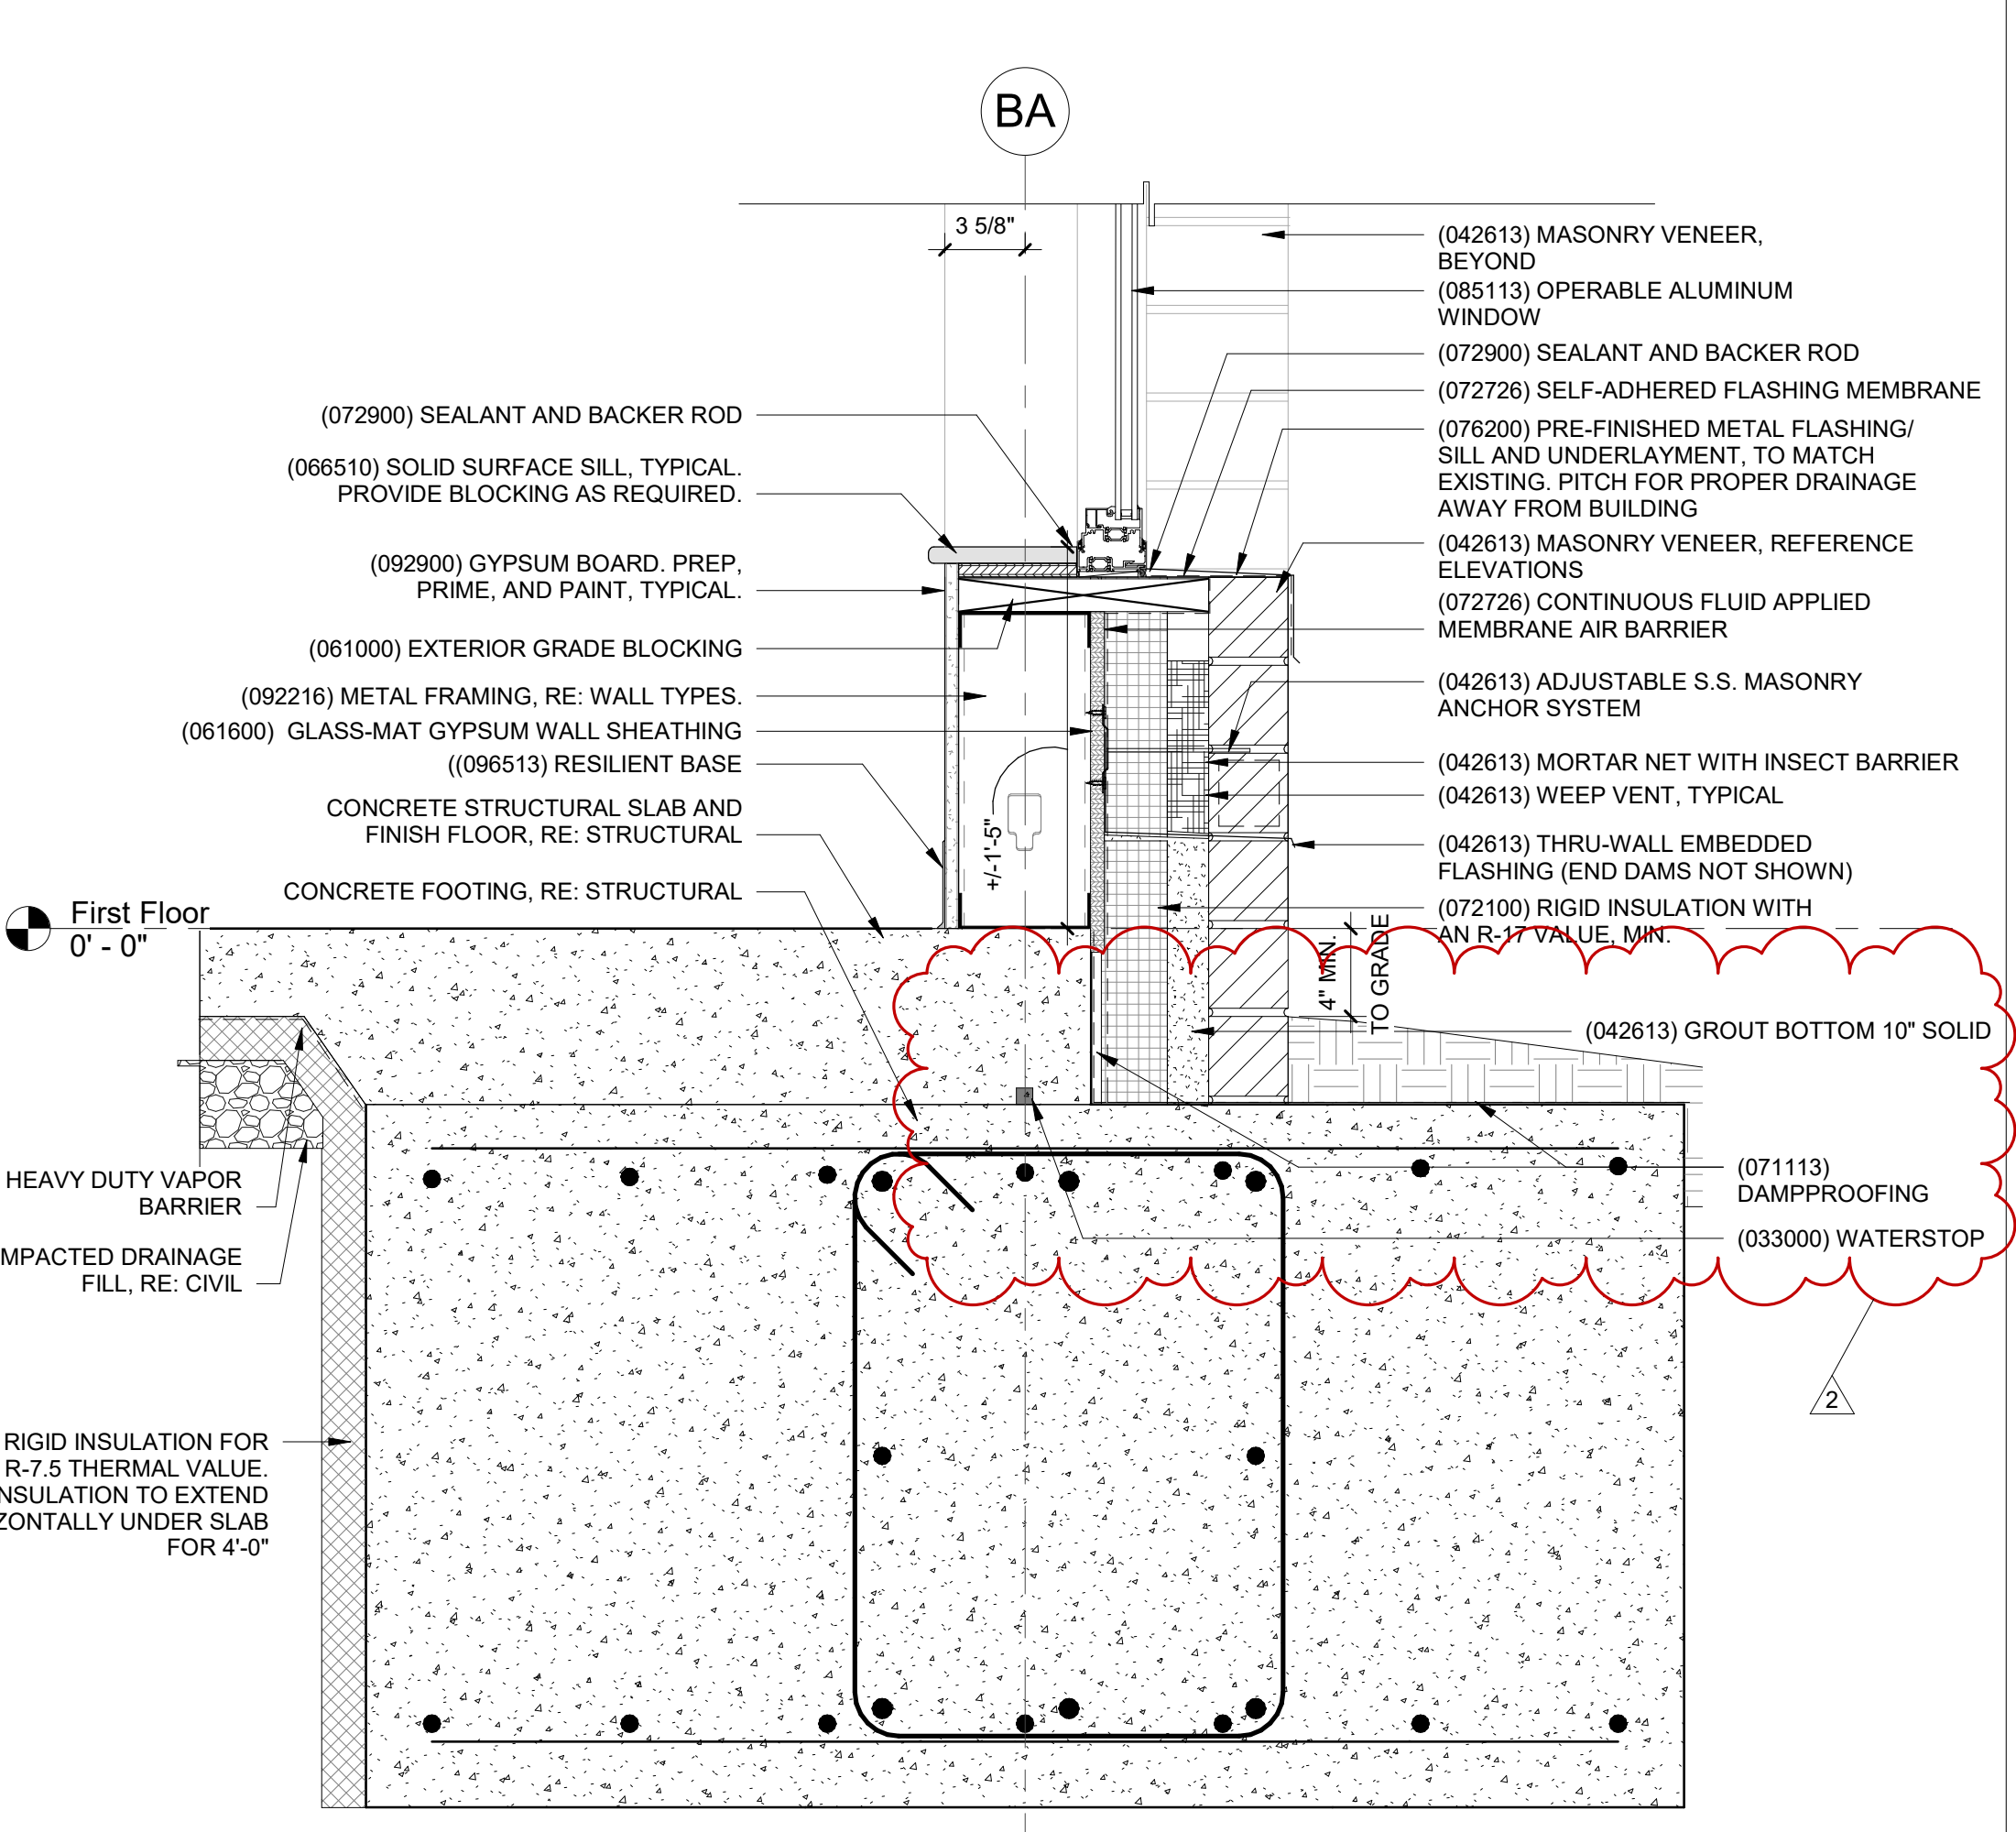 BA
3 5/8"
(072900) SEALANT AND BACKER ROD
(066510) SOLID SURFACE SILL, TYPICAL.
PROVIDE BLOCKING AS REQUIRED.
(092900) GYPSUM BOARD. PREP,
PRIME, AND PAINT, TYPICAL.
(061000) EXTERIOR GRADE BLOCKING
(092216) METAL FRAMING, RE: WALL TYPES.
(061600) GLASS-MAT GYPSUM WALL SHEATHING
((096513) RESILIENT BASE
CONCRETE STRUCTURAL SLAB AND
FINISH FLOOR, RE: STRUCTURAL
CONCRETE FOOTING, RE: STRUCTURAL
First Floor
0' - 0"
HEAVY DUTY VAPOR
BARRIER
MPACTED DRAINAGE
FILL, RE: CIVIL
RIGID INSULATION FOR
R-7.5 THERMAL VALUE.
NSULATION TO EXTEND
ZONTALLY UNDER SLAB
FOR 4'-0"
+/-1'-5"
(042613) MASONRY VENEER,
BEYOND
(085113) OPERABLE ALUMINUM
WINDOW
(072900) SEALANT AND BACKER ROD
(072726) SELF-ADHERED FLASHING MEMBRANE
(076200) PRE-FINISHED METAL FLASHING/
SILL AND UNDERLAYMENT, TO MATCH
EXISTING. PITCH FOR PROPER DRAINAGE
AWAY FROM BUILDING
(042613) MASONRY VENEER, REFERENCE
ELEVATIONS
(072726) CONTINUOUS FLUID APPLIED
MEMBRANE AIR BARRIER
(042613) ADJUSTABLE S.S. MASONRY
ANCHOR SYSTEM
(042613) MORTAR NET WITH INSECT BARRIER
(042613) WEEP VENT, TYPICAL
(042613) THRU-WALL EMBEDDED
FLASHING (END DAMS NOT SHOWN)
(072100) RIGID INSULATION WITH
AN R-17 VALUE, MIN.
4" MIN.
TO GRADE
(042613) GROUT BOTTOM 10" SOLID
(071113)
DAMPPROOFING
(033000) WATERSTOP
2